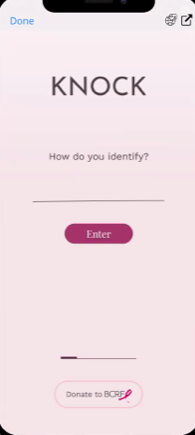 Done
KNOCK
How do you identify?
Enter
Donate to BCRF